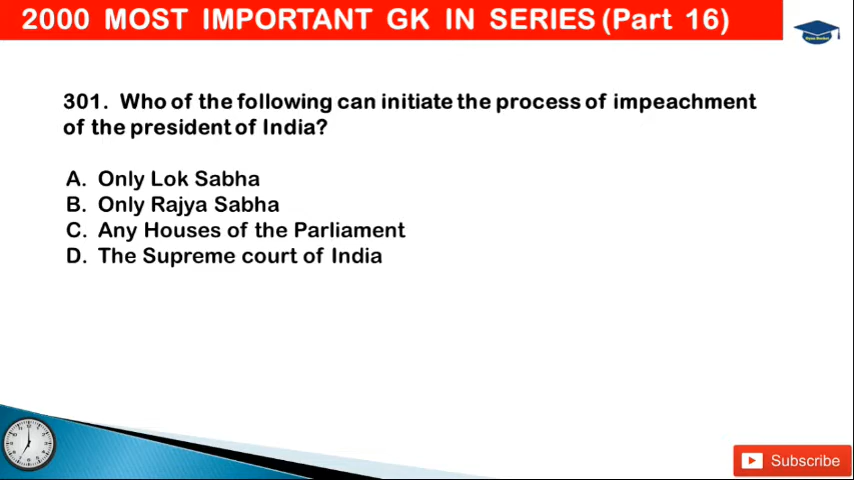 2000 MOST IMPORTANT GK IN SERIES (Part 16)
301. Who of the following can initiate the process of impeachment
of the president of India?
A. Only Lok Sabha
B. Only Rajya Sabha
C. Any Houses of the Parliament
D. The Supreme court of India
Subscribe